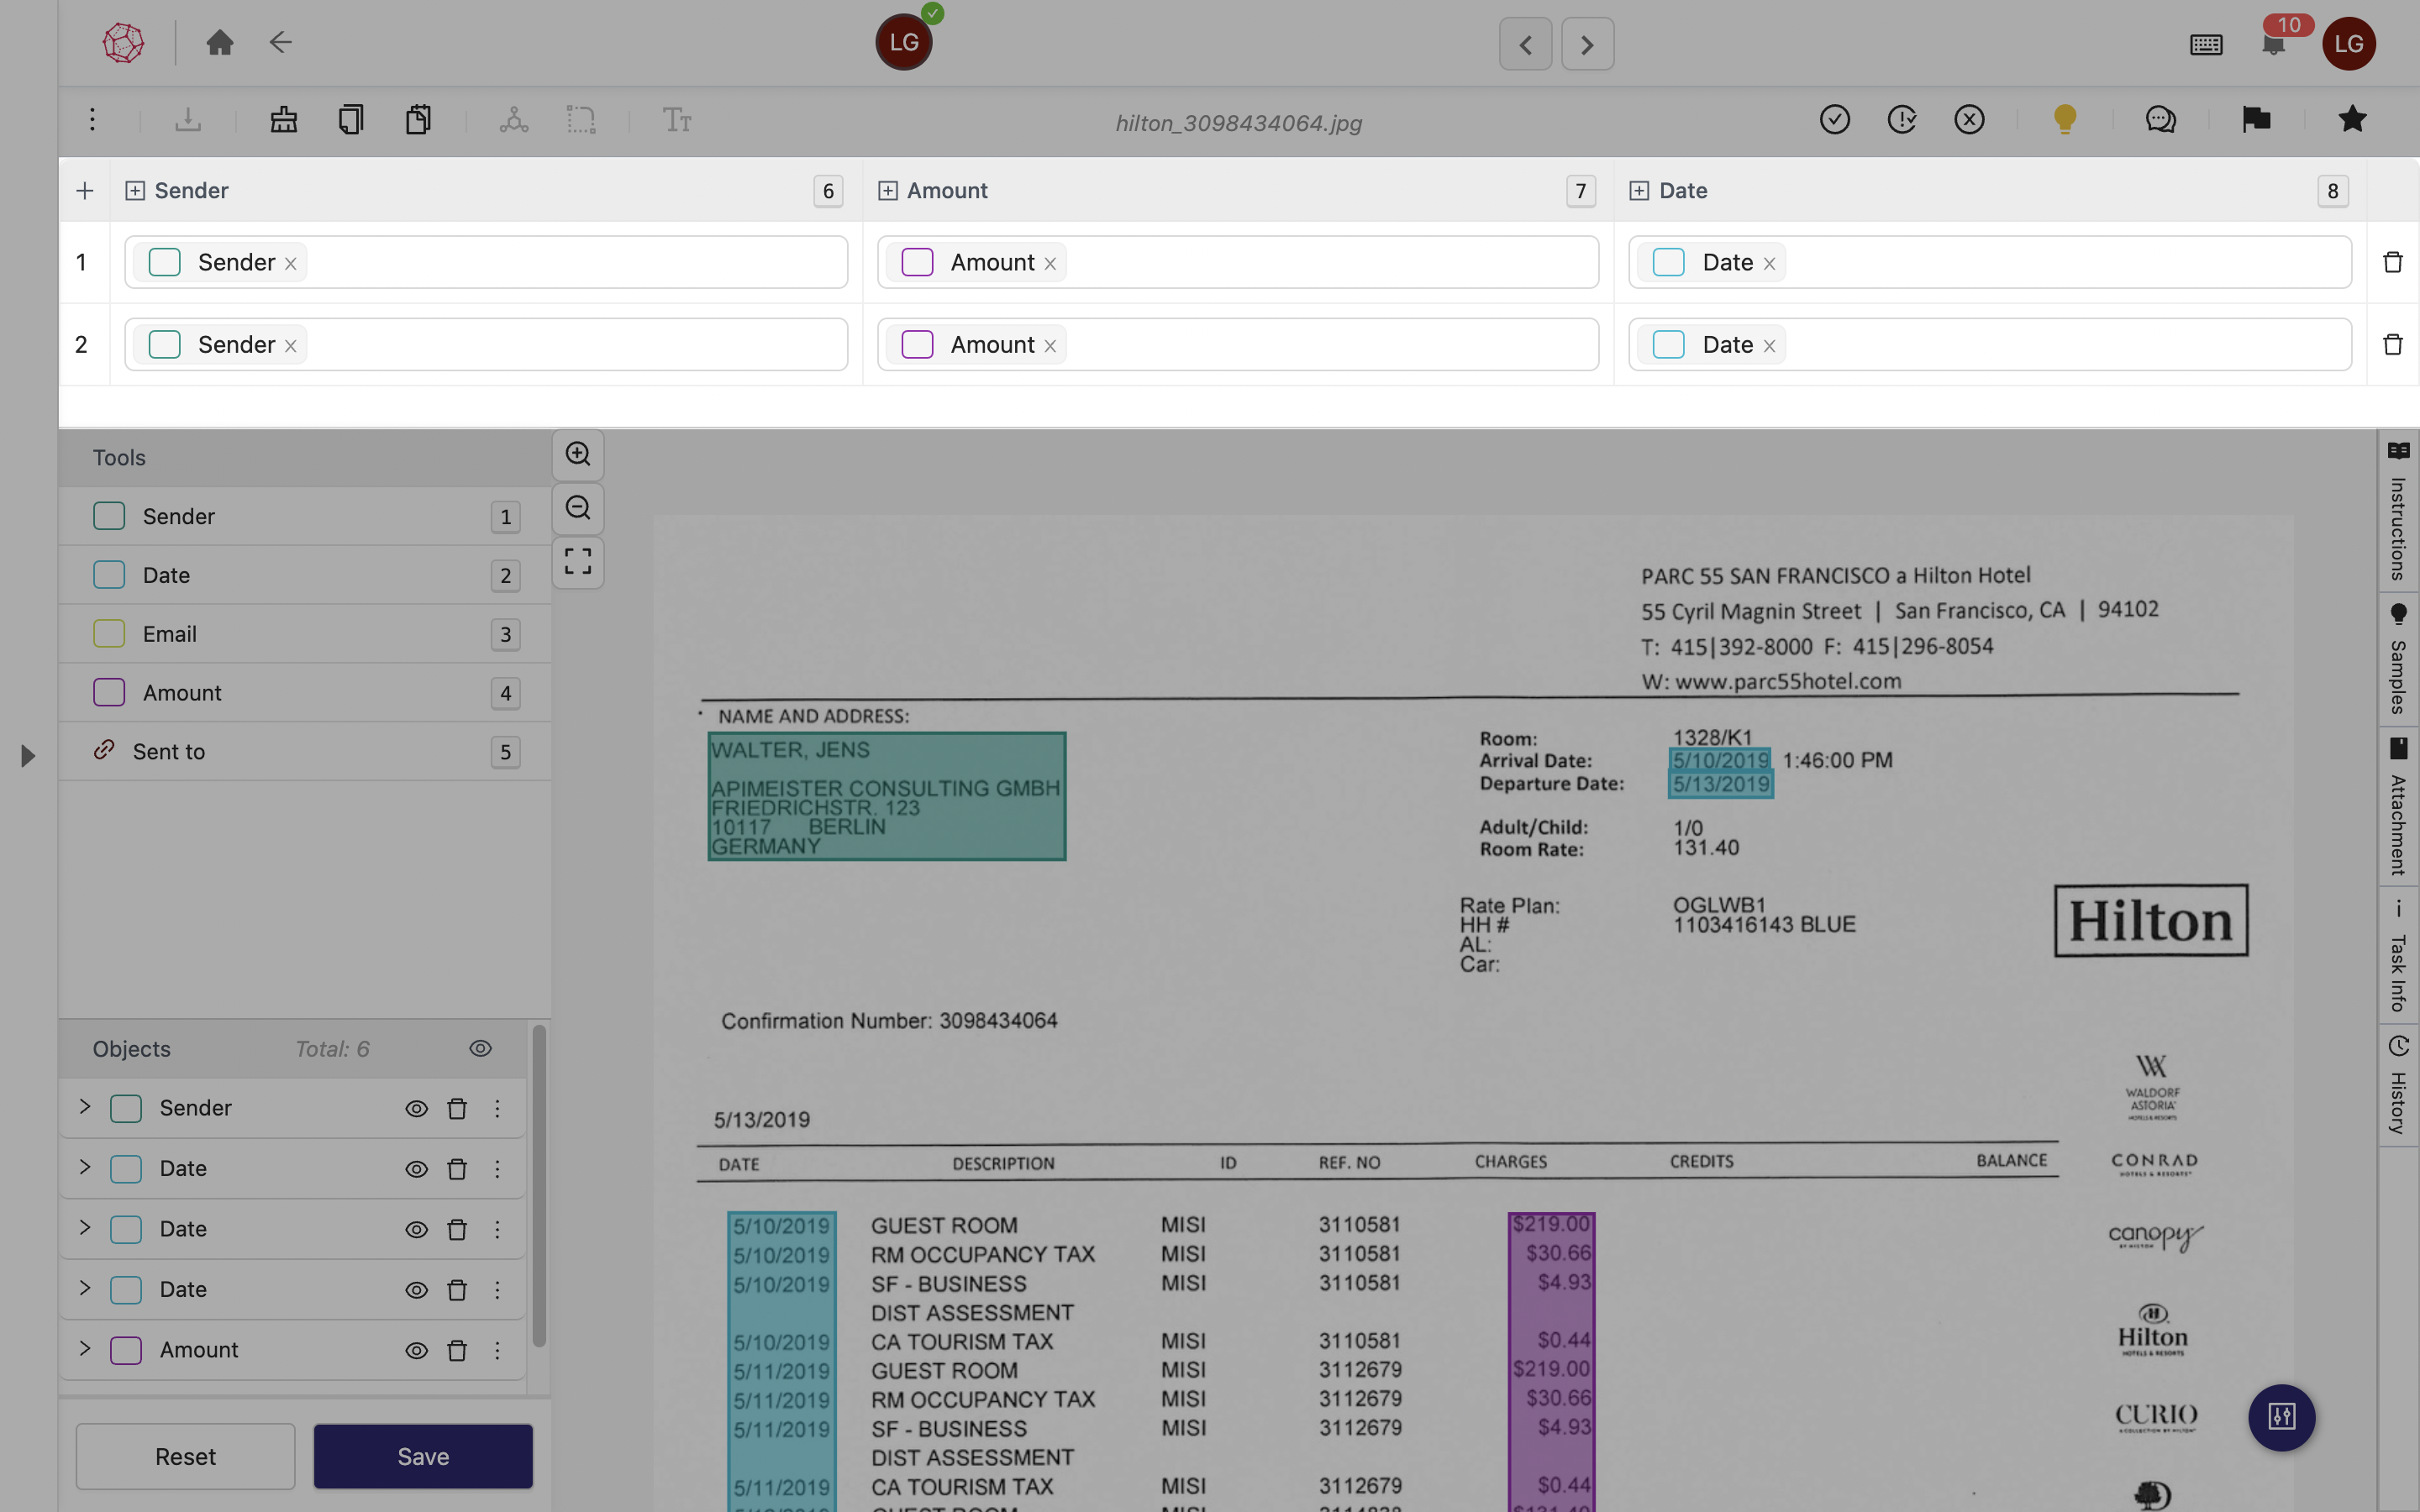 LG
10
LG
hilton_3098434064.jpg
Sender 6 Amount 7 Date 8
1 Sender Amount Date
2 Sender Amount Date
Tools
Sender 1
Date 2
Email 3
Amount 4
Sent to 5
Objects Total: 6
Sender
Date
Date
Date
Amount
Reset Save
PARC 55 SAN FRANCISCO a Hilton Hotel
55 Cyril Magnin Street | San Francisco, CA | 94102
T: 415|392-8000 F: 415|296-8054
W: www.parc55hotel.com
NAME AND ADDRESS:
WALTER, JENS
APIMEISTER CONSULTING GMBH
FRIEDRICHSTR. 123
10117 BERLIN
GERMANY
Room: 1328/K1
Arrival Date: 5/10/2019 1:46:00 PM
Departure Date: 5/13/2019
Adult/Child: 1/0
Room Rate: 131.40
Rate Plan: OGLWB1
HH # 1103416143 BLUE
AL:
Car:
Hilton
Confirmation Number: 3098434064
5/13/2019
DATE DESCRIPTION ID REF. NO CHARGES CREDITS BALANCE
5/10/2019 GUEST ROOM MISI 3110581 $219.00
5/10/2019 RM OCCUPANCY TAX MISI 3110581 $30.66
5/10/2019 SF - BUSINESS MISI 3110581 $4.93
DIST ASSESSMENT
5/10/2019 CA TOURISM TAX MISI 3110581 $0.44
5/11/2019 GUEST ROOM MISI 3112679 $219.00
5/11/2019 RM OCCUPANCY TAX MISI 3112679 $30.66
5/11/2019 SF - BUSINESS MISI 3112679 $4.93
DIST ASSESSMENT
5/11/2019 CA TOURISM TAX MISI 3112679 $0.44
WALDORF
ASTORIA
HOTELS & RESORTS
CONRAD
HOTELS & RESORTS
canopy
BY HILTON
Hilton
HOTELS & RESORTS
CURIO
A COLLECTION BY HILTON
Instructions
Samples
Attachment
Task Info
History